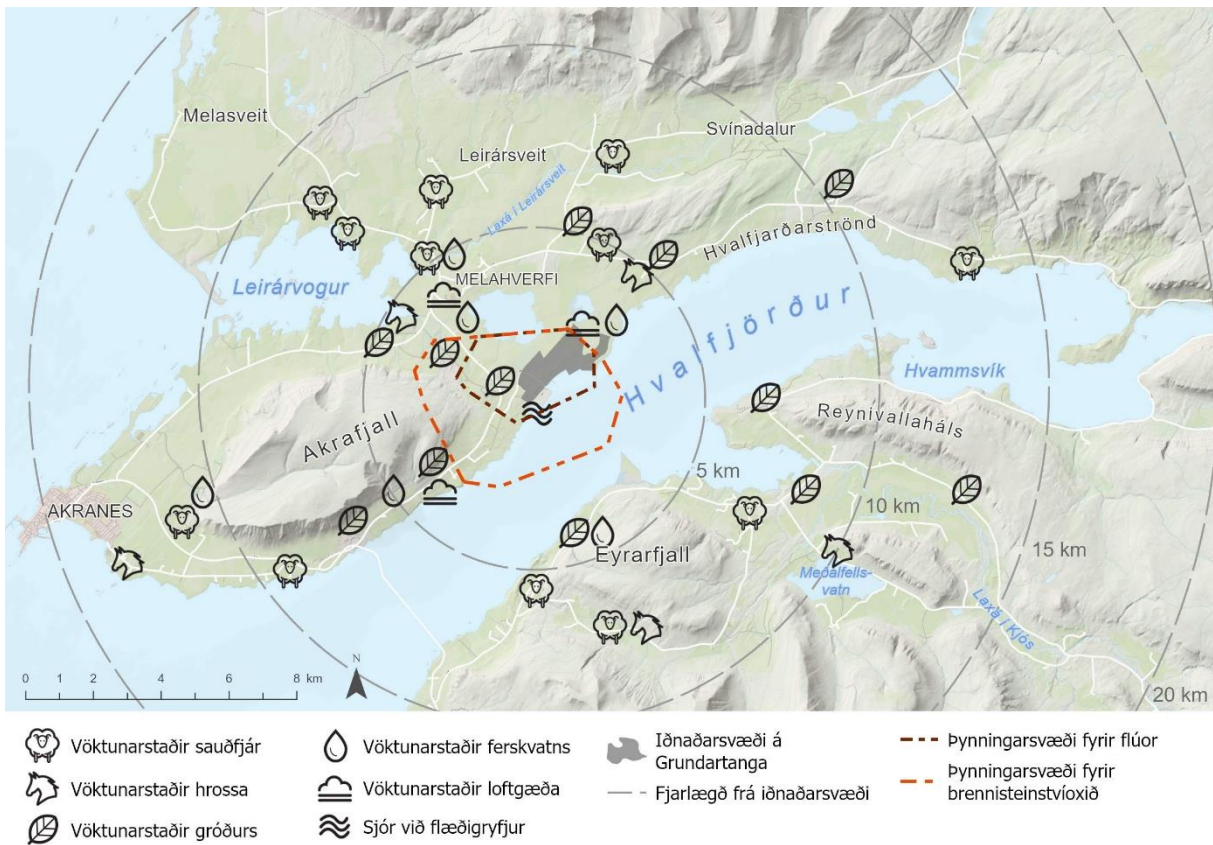 Melasveit
Svínadalur
Leirársveit
Laxá í Leirársveit
Hvalfjarðarströnd
MELAHVERFI
Leirárvogur
Hvalfjörður
Hvammsvík
Reynivallaháls
Akrafjall
5 km
10 km
AKRANES
15 km
Eyrarfjall
Meðalfells-
vatn
Laxá í Kjós
N
0 1 2 4 6 8 km
20 km
Vöktunarstaðir sauðfjár
Vöktunarstaðir hrossa
Vöktunarstaðir gróðurs
Vöktunarstaðir ferskvatns
Vöktunarstaðir loftgæða
Sjór við flæðigryfjur
Iðnaðarsvæði á
Grundartanga
Fjarlægð frá iðnaðarsvæði
Þynningarsvæði fyrir flúor
Þynningarsvæði fyrir
brennisteinstvíoxið